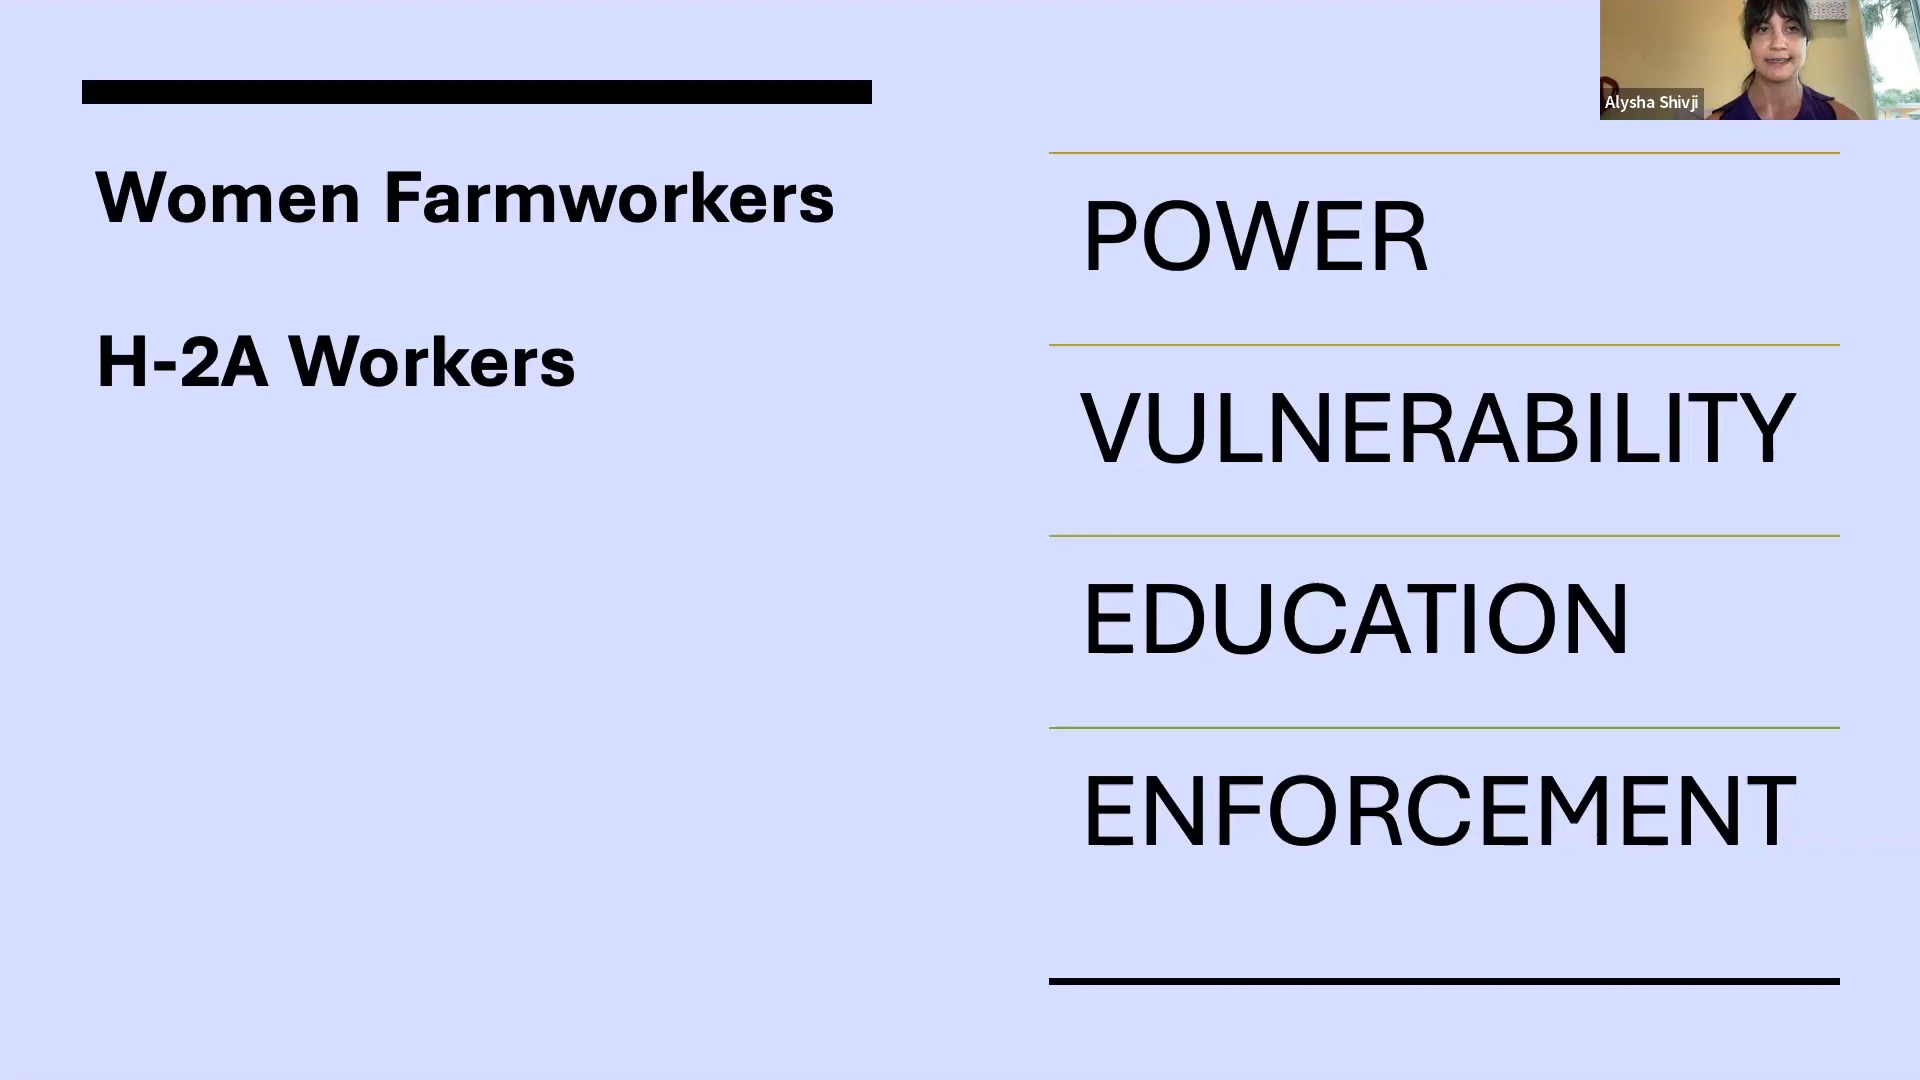 Women Farmworkers
H-2A Workers
POWER
VULNERABILITY
EDUCATION
ENFORCEMENT
Alysha Shivji